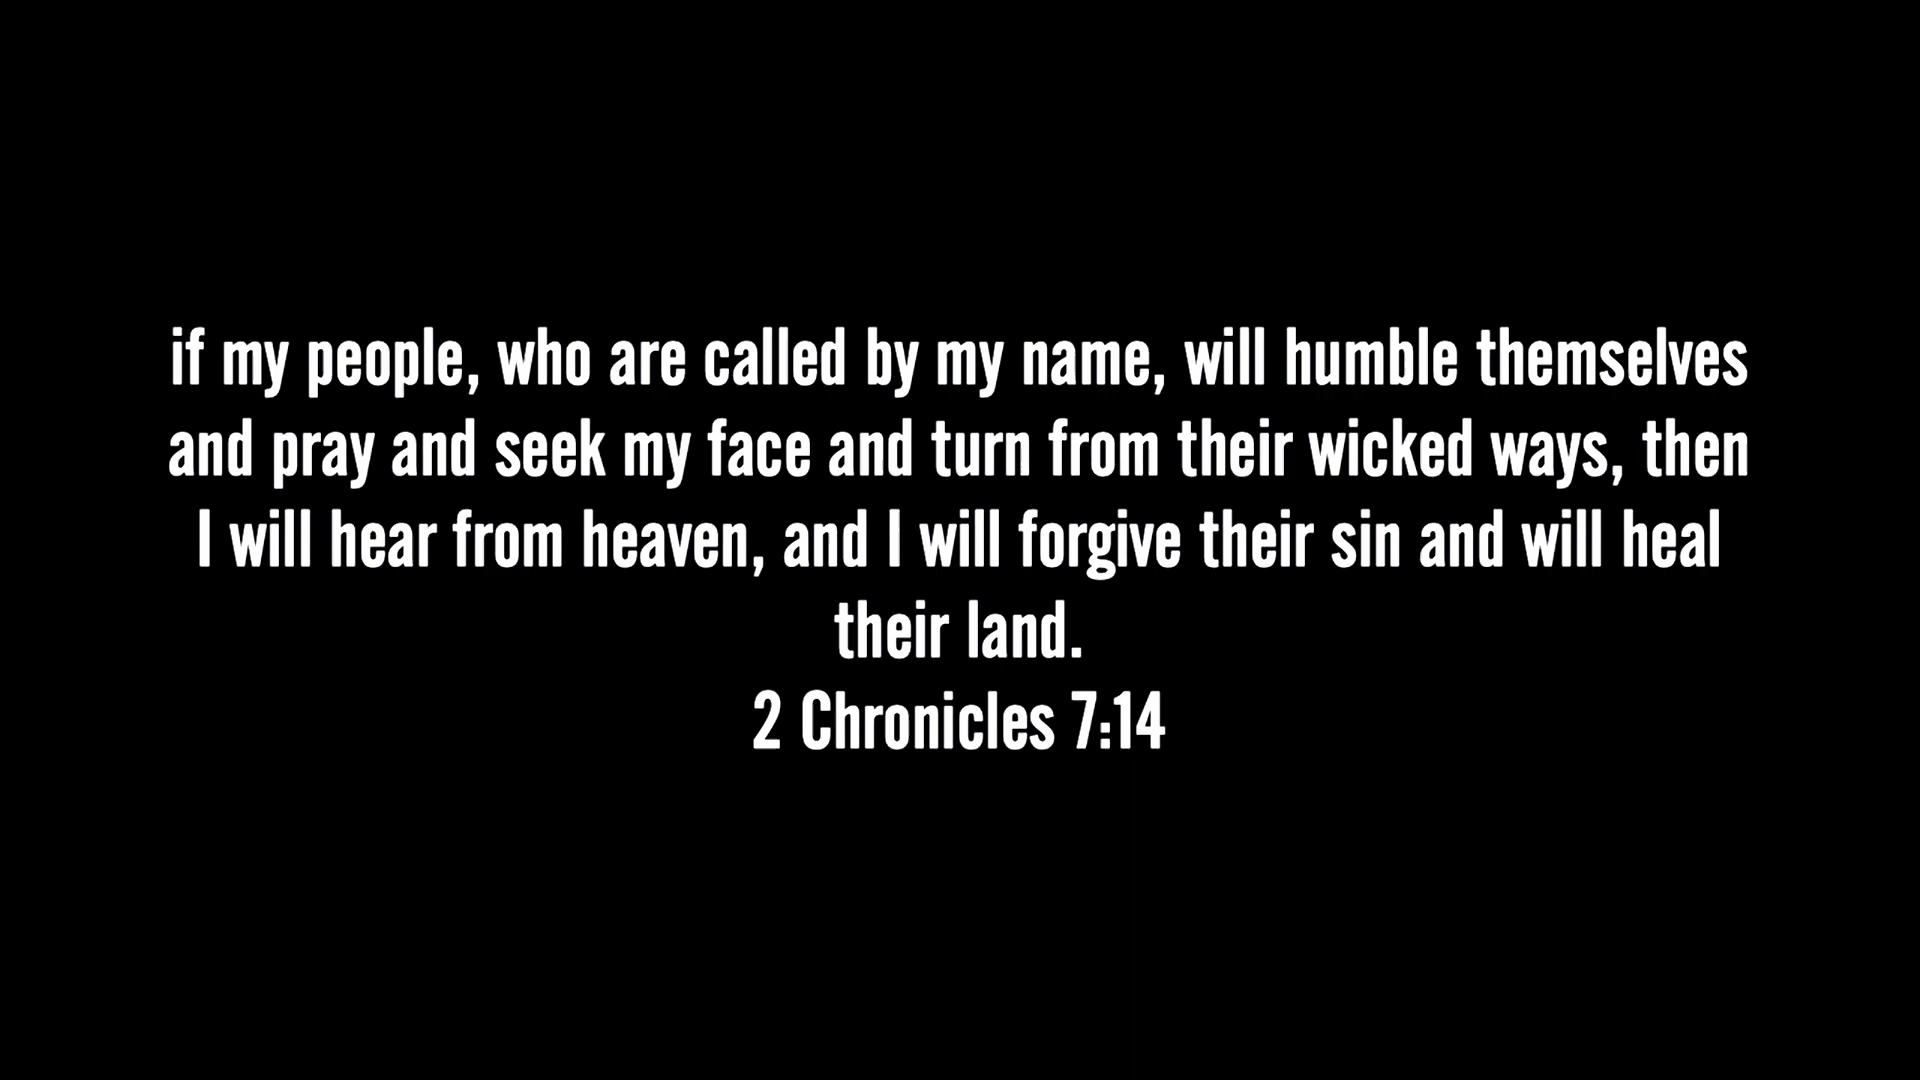 if my people, who are called by my name, will humble themselves
and pray and seek my face and turn from their wicked ways, then
I will hear from heaven, and I will forgive their sin and will heal
their land.
2 Chronicles 7:14